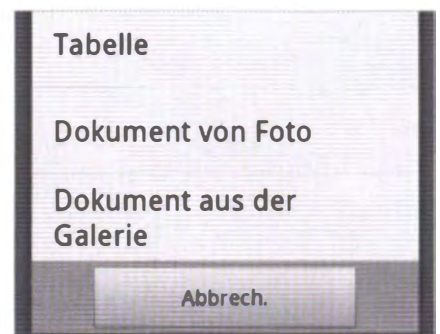 Tabelle
Dokument von Foto
Dokument aus der
Galerie
Abbrech.